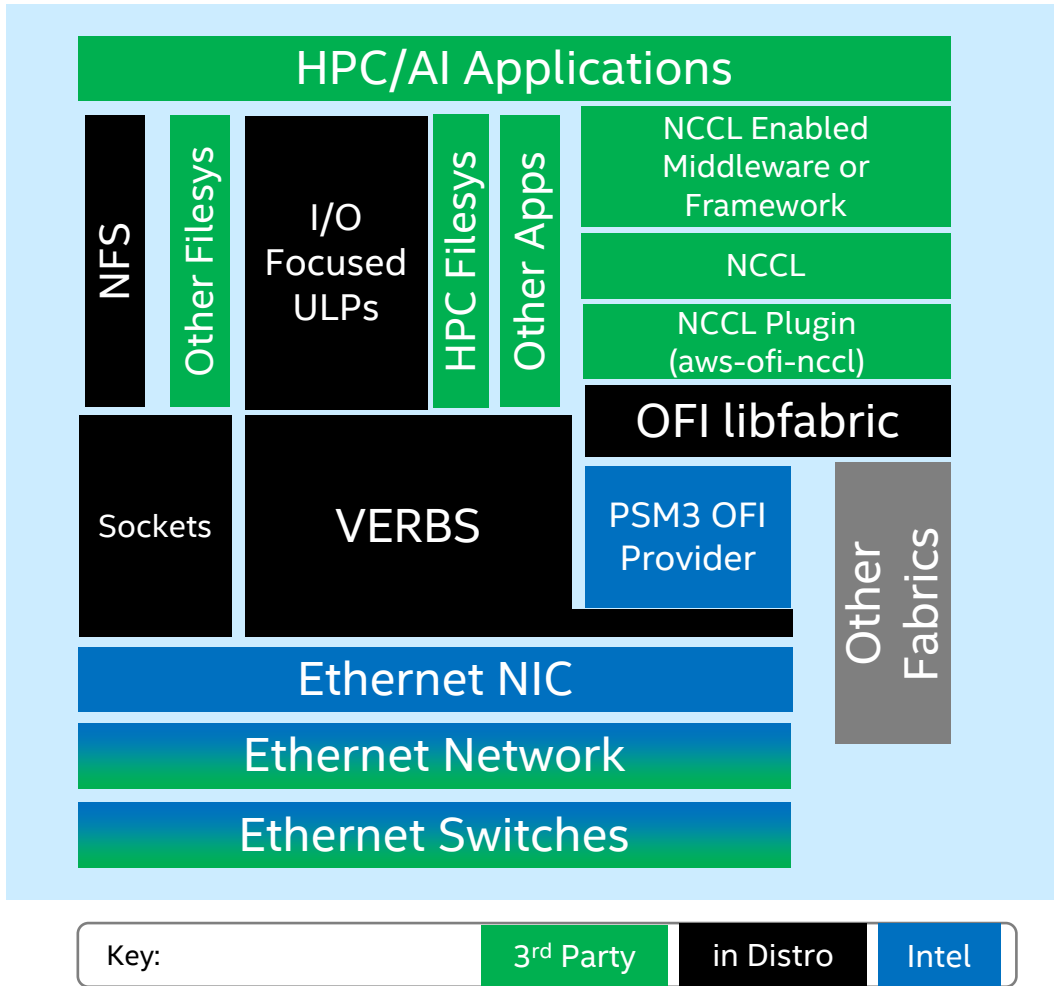 HPC/AI Applications
NFS
Other Filesys
I/O
Focused
ULPs
HPC Filesys
Other Apps
NCCL Enabled
Middleware or
Framework
NCCL
NCCL Plugin
(aws-ofi-nccl)
OFI libfabric
Sockets
VERBS
PSM3 OFI
Provider
Other
Fabrics
Ethernet NIC
Ethernet Network
Ethernet Switches
Key:
3rd Party
in Distro
Intel